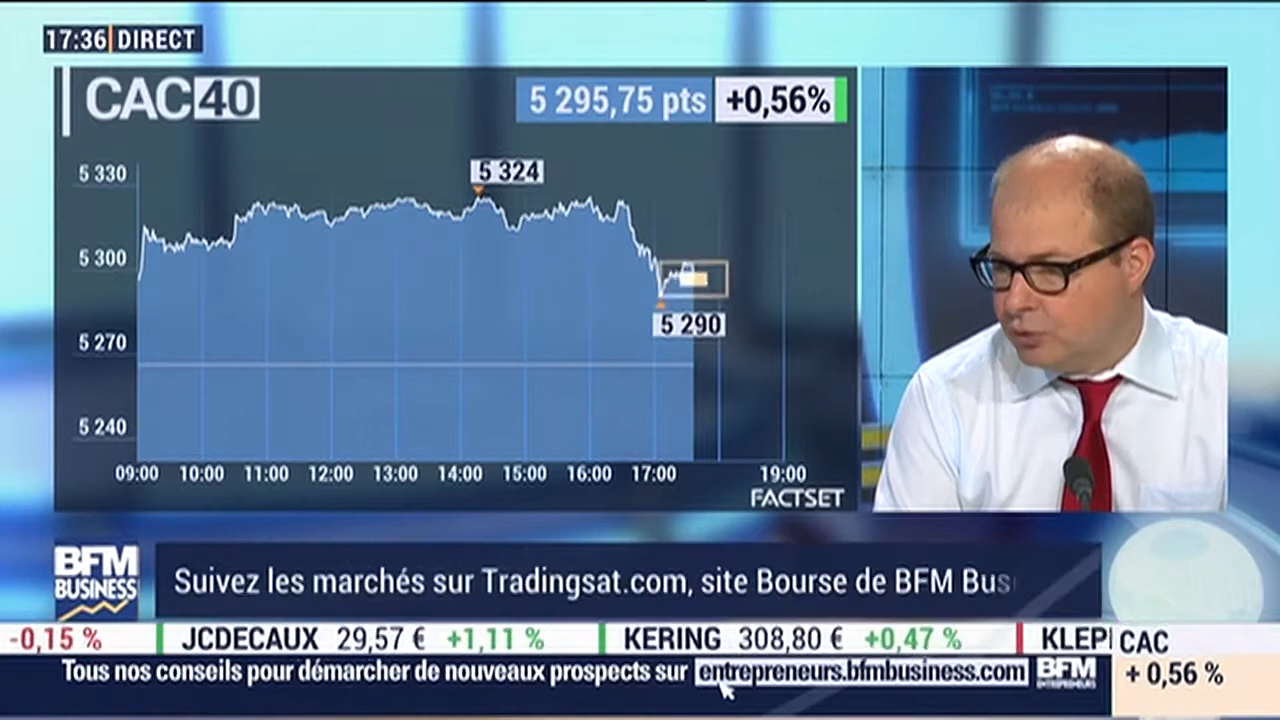 17:36 DIRECT
CAC40
5 295,75 pts +0,56%
5 330
5 324
5 300
5 290
5 270
5 240
09:00 10:00 11:00 12:00 13:00 14:00 15:00 16:00 17:00 19:00
FACTSET
BFM
BUSINESS
Suivez les marchés sur Tradingsat.com, site Bourse de BFM Bus
-0,15 % JCDECAUX 29,57 € +1,11 % KERING 308,80 € +0,47 % KLEP
CAC
+ 0,56 %
Tous nos conseils pour démarcher de nouveaux prospects sur entrepreneurs.bfmbusiness.com
BFM
ENTREPRENEURS